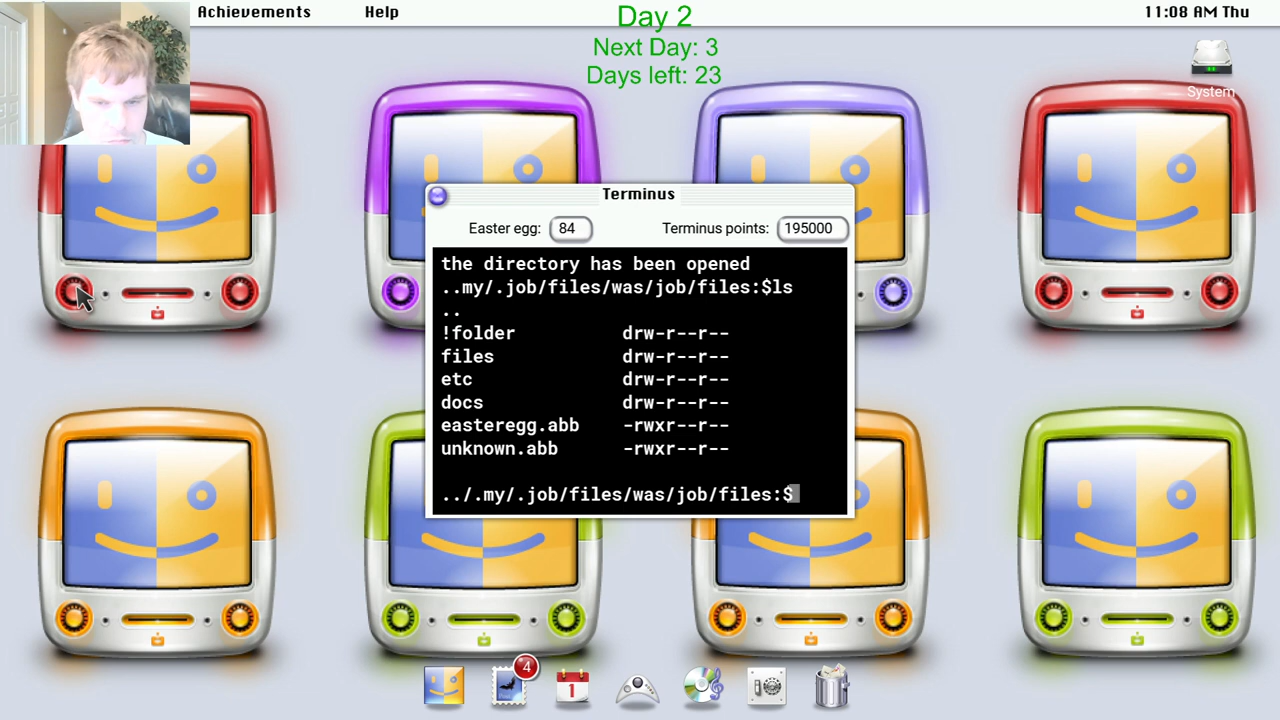 Achievements Help
Day 2
11:08 AM Thu
Next Day: 3
Days left: 23
System
Terminus
Easter egg: 84 Terminus points: 195000
the directory has been opened
..my/.job/files/was/job/files:$ls
..
!folder drw-r--r--
files drw-r--r--
etc drw-r--r--
docs drw-r--r--
easteregg.abb -rwxr--r--
unknown.abb -rwxr--r--
../.my/.job/files/was/job/files:$
4
1